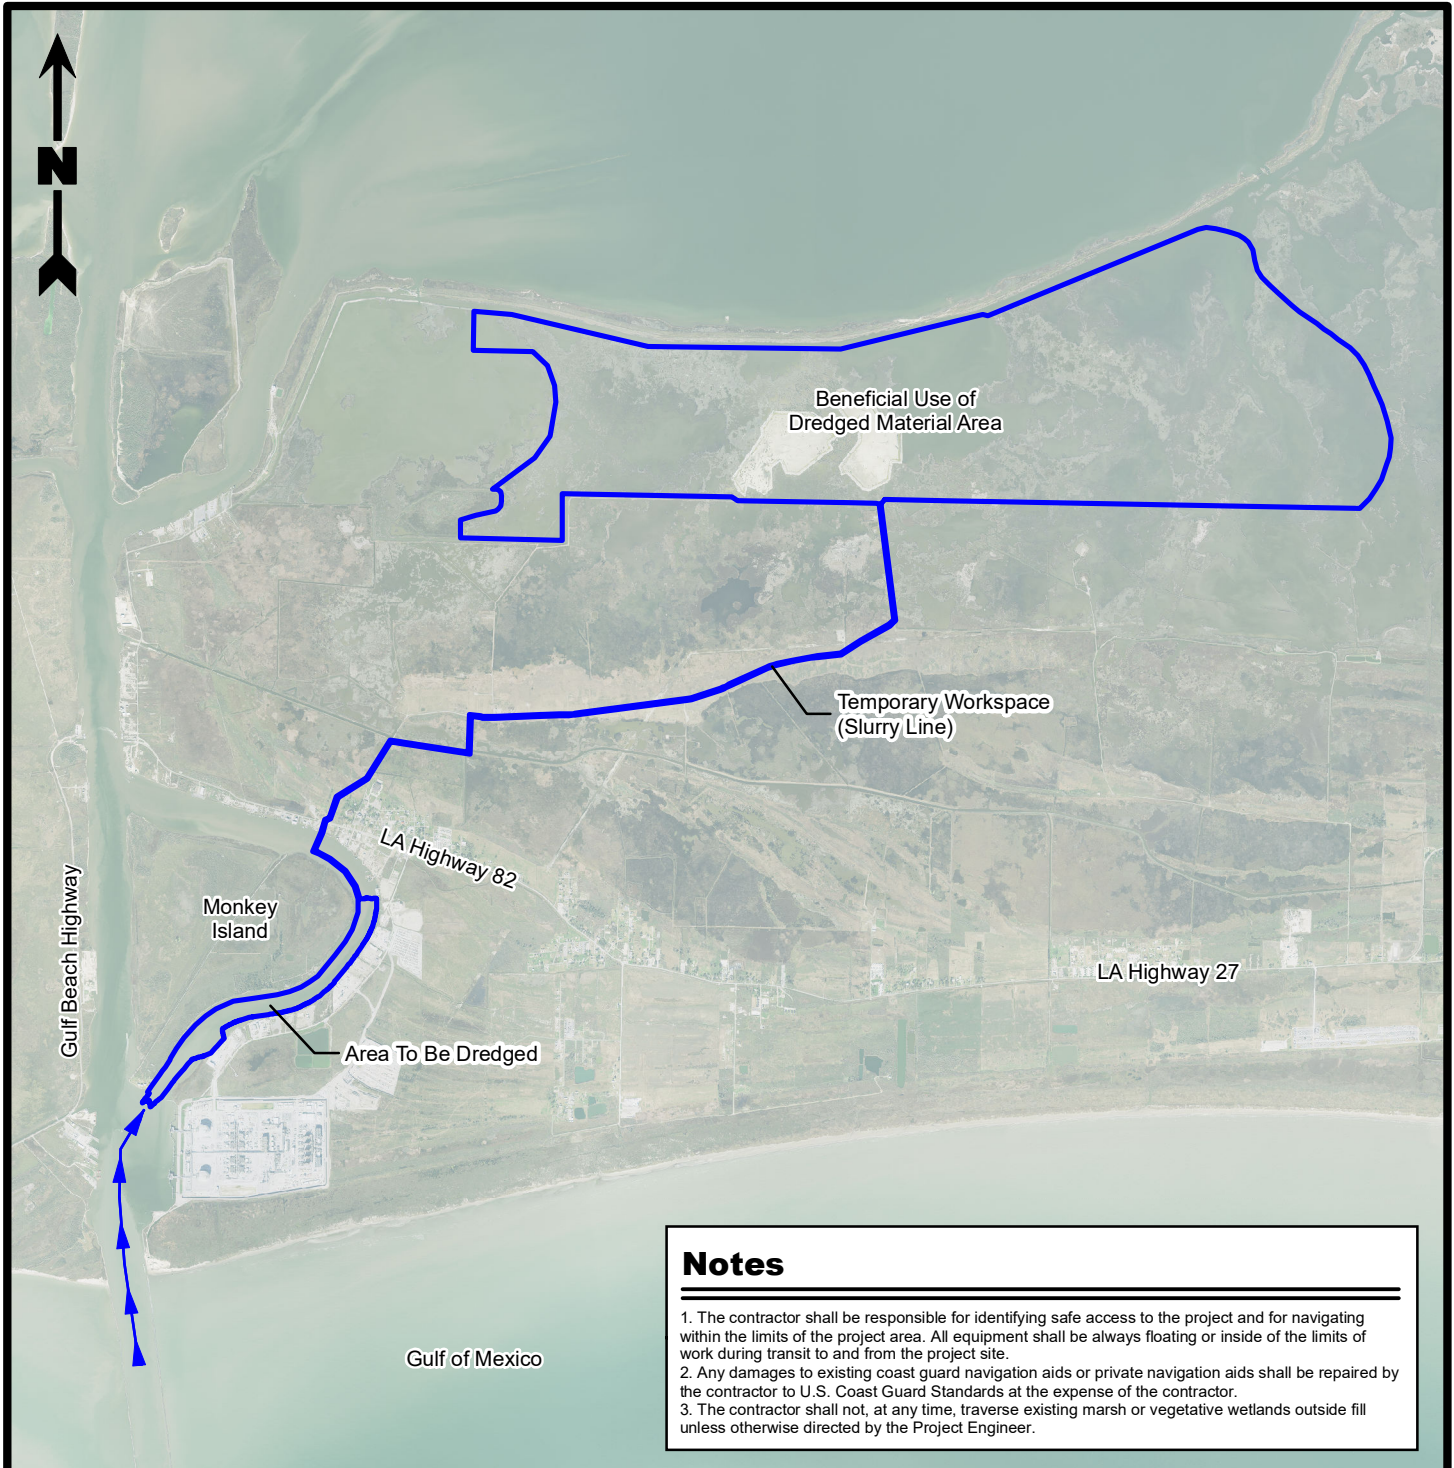 N
Beneficial Use of
Dredged Material Area
Temporary Workspace
(Slurry Line)
LA Highway 82
Monkey
Island
Gulf Beach Highway
LA Highway 27
Area To Be Dredged
Gulf of Mexico
Notes
1. The contractor shall be responsible for identifying safe access to the project and for navigating
within the limits of the project area. All equipment shall be always floating or inside of the limits of
work during transit to and from the project site.
2. Any damages to existing coast guard navigation aids or private navigation aids shall be repaired by
the contractor to U.S. Coast Guard Standards at the expense of the contractor.
3. The contractor shall not, at any time, traverse existing marsh or vegetative wetlands outside fill
unless otherwise directed by the Project Engineer.